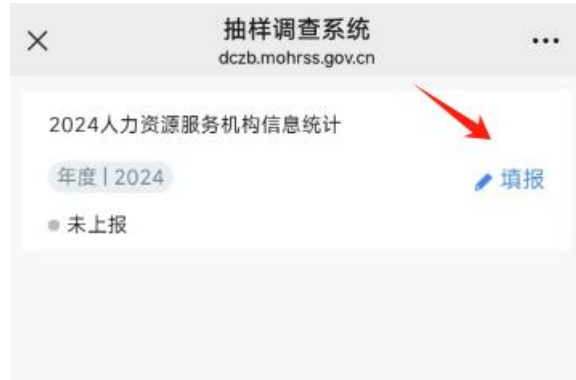 抽样调查系统
dczb.mohrss.gov.cn
2024人力资源服务机构信息统计
年度 | 2024
填报
未上报